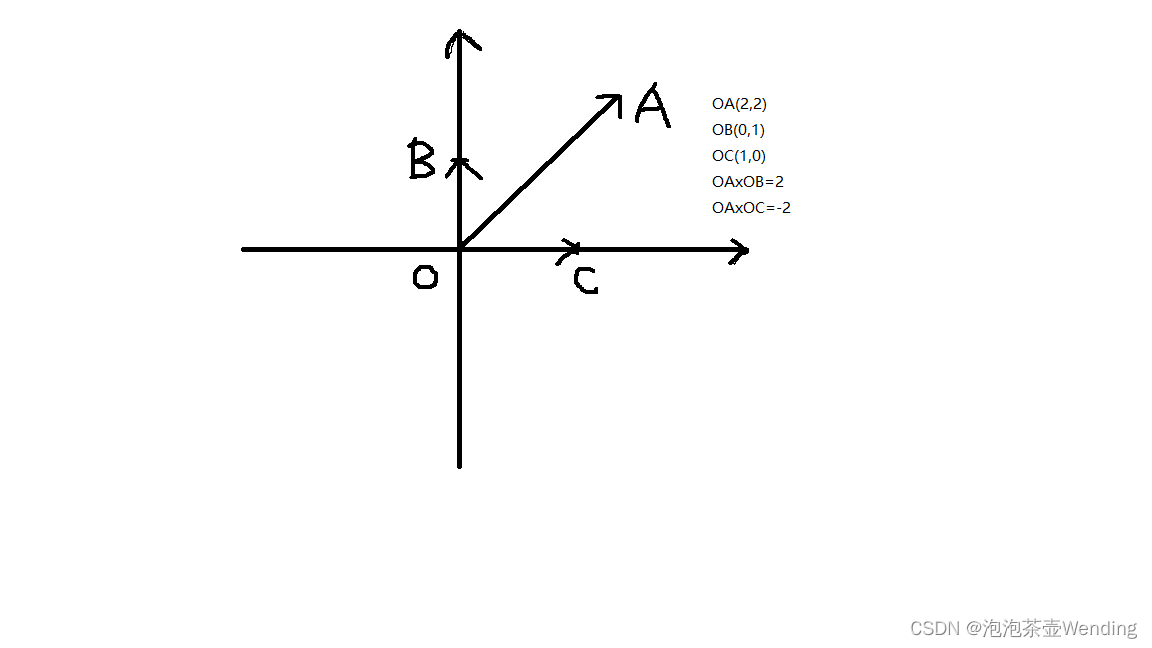 A
B
O
C
OA(2,2)
OB(0,1)
OC(1,0)
OAxOB=2
OAxOC=-2
CSDN @泡泡茶壶Wending